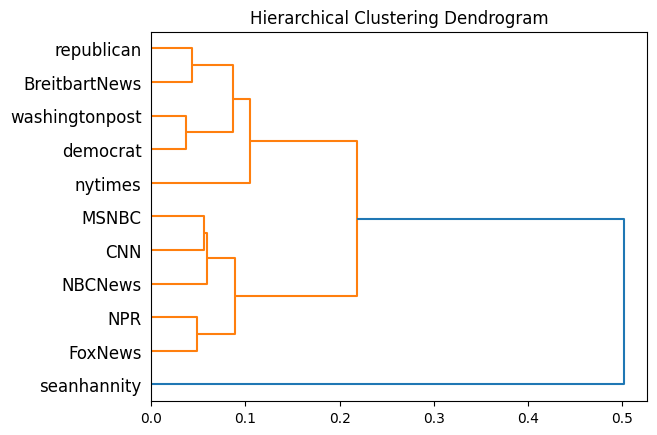 Hierarchical Clustering Dendrogram
republican
BreitbartNews
washingtonpost
democrat
nytimes
MSNBC
CNN
NBCNews
NPR
FoxNews
seanhannity
0.0 0.1 0.2 0.3 0.4 0.5